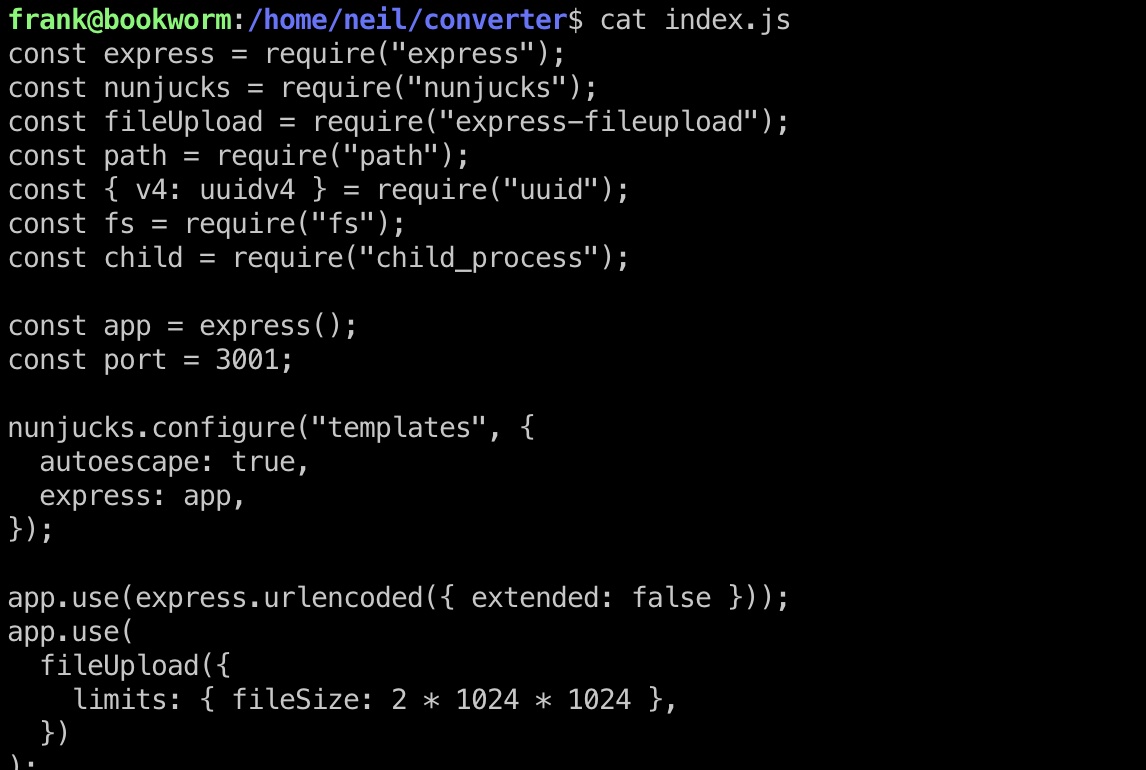 frank@bookworm:/home/neil/converter$ cat index.js
const express = require("express");
const nunjucks = require("nunjucks");
const fileUpload = require("express-fileupload");
const path = require("path");
const { v4: uuidv4 } = require("uuid");
const fs = require("fs");
const child = require("child_process");

const app = express();
const port = 3001;

nunjucks.configure("templates", {
  autoescape: true,
  express: app,
});

app.use(express.urlencoded({ extended: false }));
app.use(
  fileUpload({
    limits: { fileSize: 2 * 1024 * 1024 },
  })
);